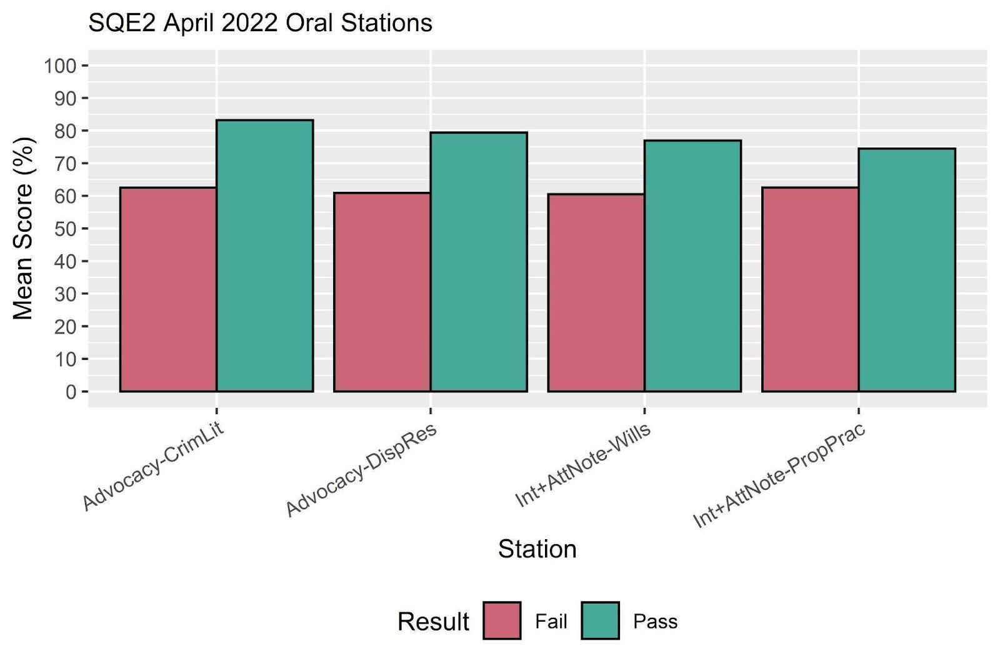 SQE2 April 2022 Oral Stations
Mean Score (%)
100
90
80
70
60
50
40
30
20
10
0
Advocacy-CrimLit
Advocacy-DispRes
Int+AttNote-Wills
Int+AttNote-PropPrac
Station
Result Fail Pass